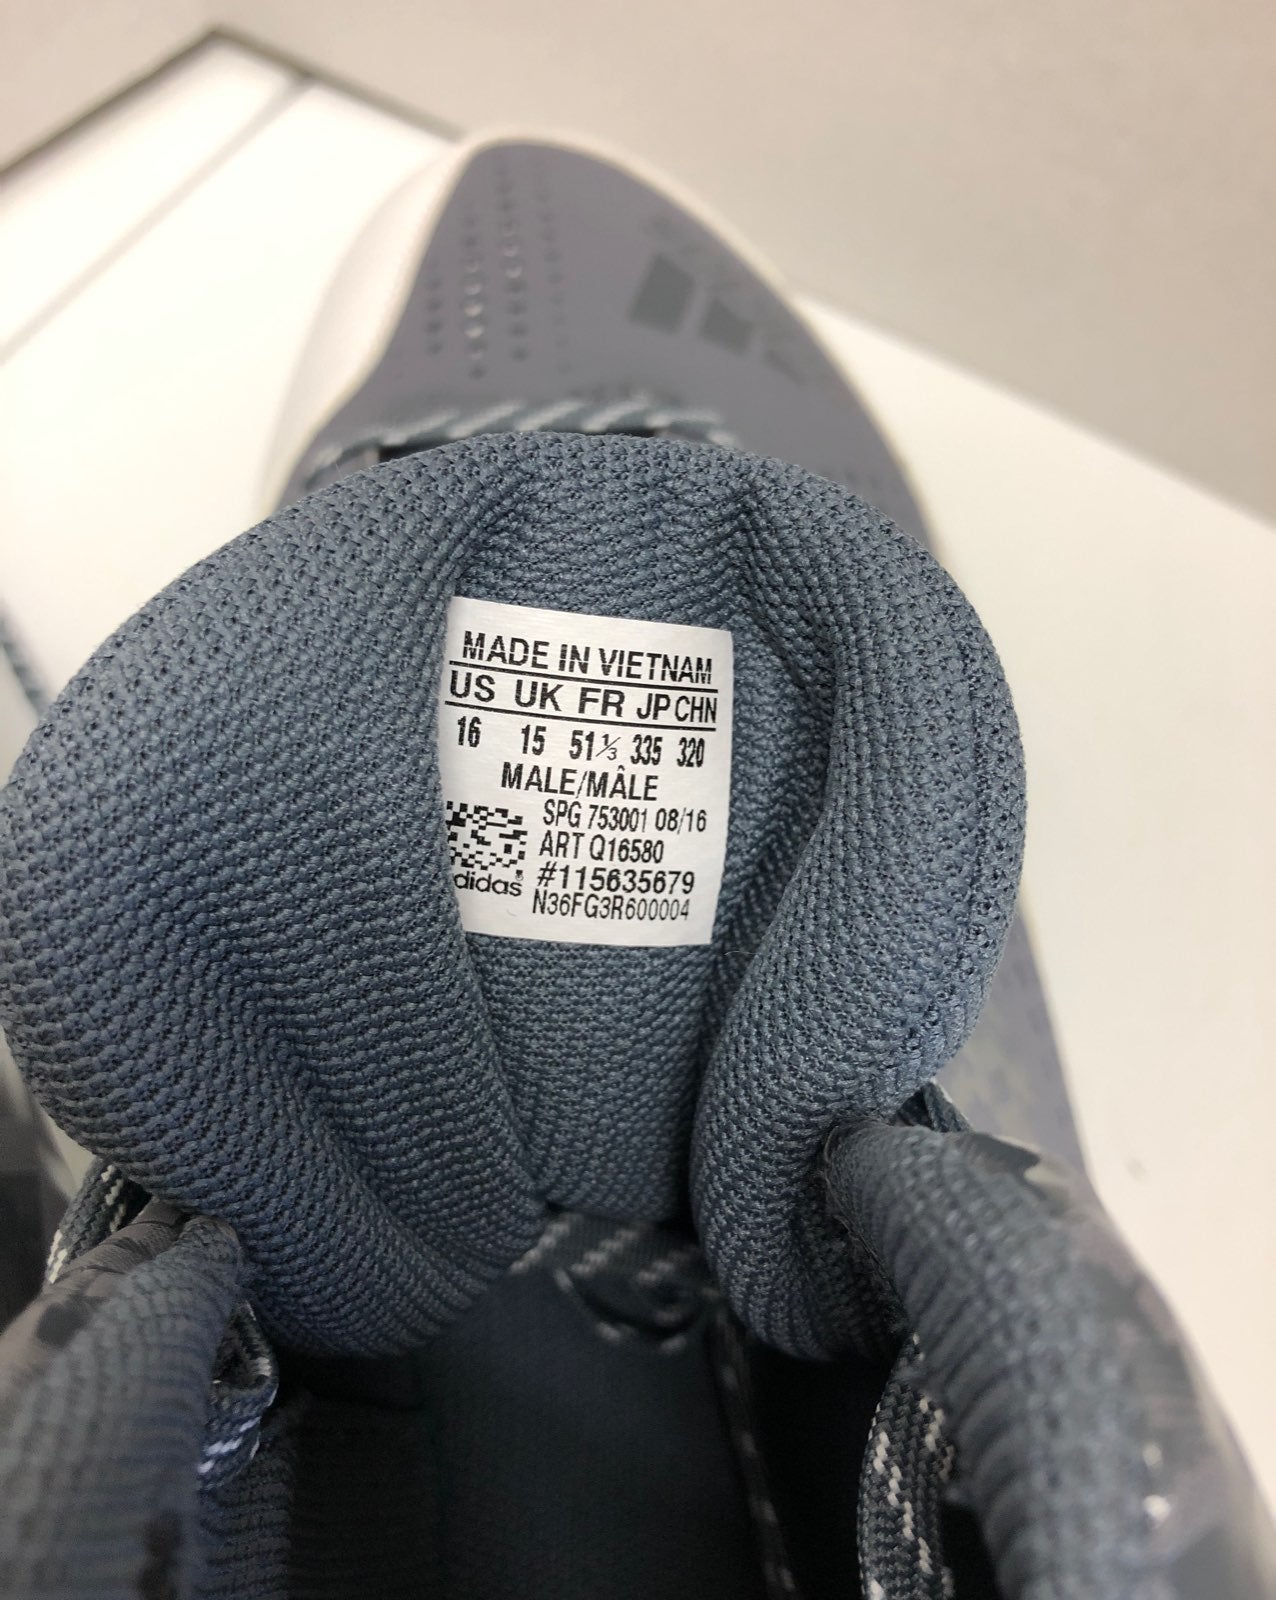 MADE IN VIETNAM
US UK FR JP CHN
16 15 51⅓ 335 320
MALE/MÂLE
SPG 753001 08/16
ART Q16580
#115635679
adidas®
N36FG3R600004